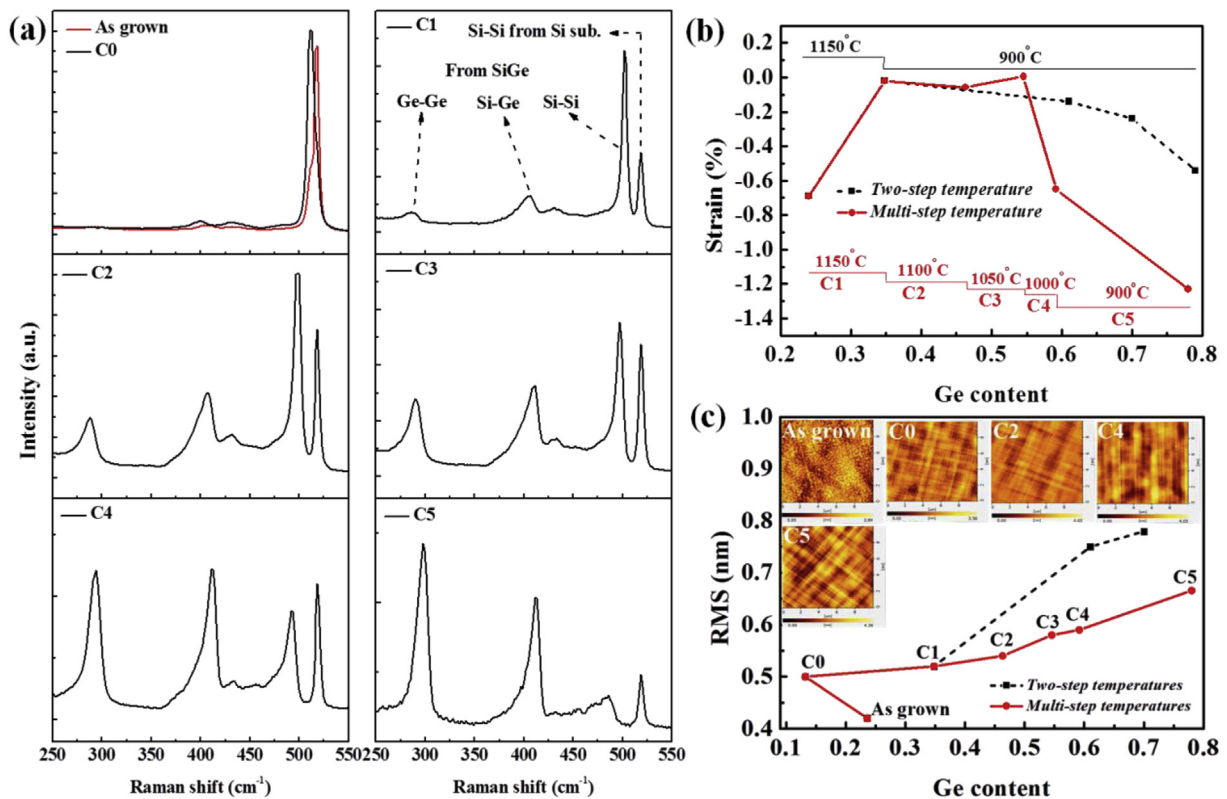 (a)
As grown
C0
C1
Si-Si from Si sub.
From SiGe
Ge-Ge
Si-Ge
Si-Si
C2
C3
C4
C5
Intensity (a.u.)
250 300 350 400 450 500 550
250 300 350 400 450 500 550
Raman shift (cm-1)
Raman shift (cm-1)
(b)
0.2
0.0
-0.2
-0.4
-0.6
-0.8
-1.0
-1.2
-1.4
Strain (%)
1150°C
900°C
Two-step temperature
Multi-step temperature
1150°C 1100°C 1050°C 1000°C 900°C
C1 C2 C3 C4 C5
0.2 0.3 0.4 0.5 0.6 0.7 0.8
Ge content
(c)
1.0
0.9
0.8
0.7
0.6
0.5
0.4
RMS (nm)
As grown C0 C2 C4
C5
C0
As grown
C1
C2
C3
C4
C5
Two-step temperatures
Multi-step temperatures
0.1 0.2 0.3 0.4 0.5 0.6 0.7 0.8
Ge content